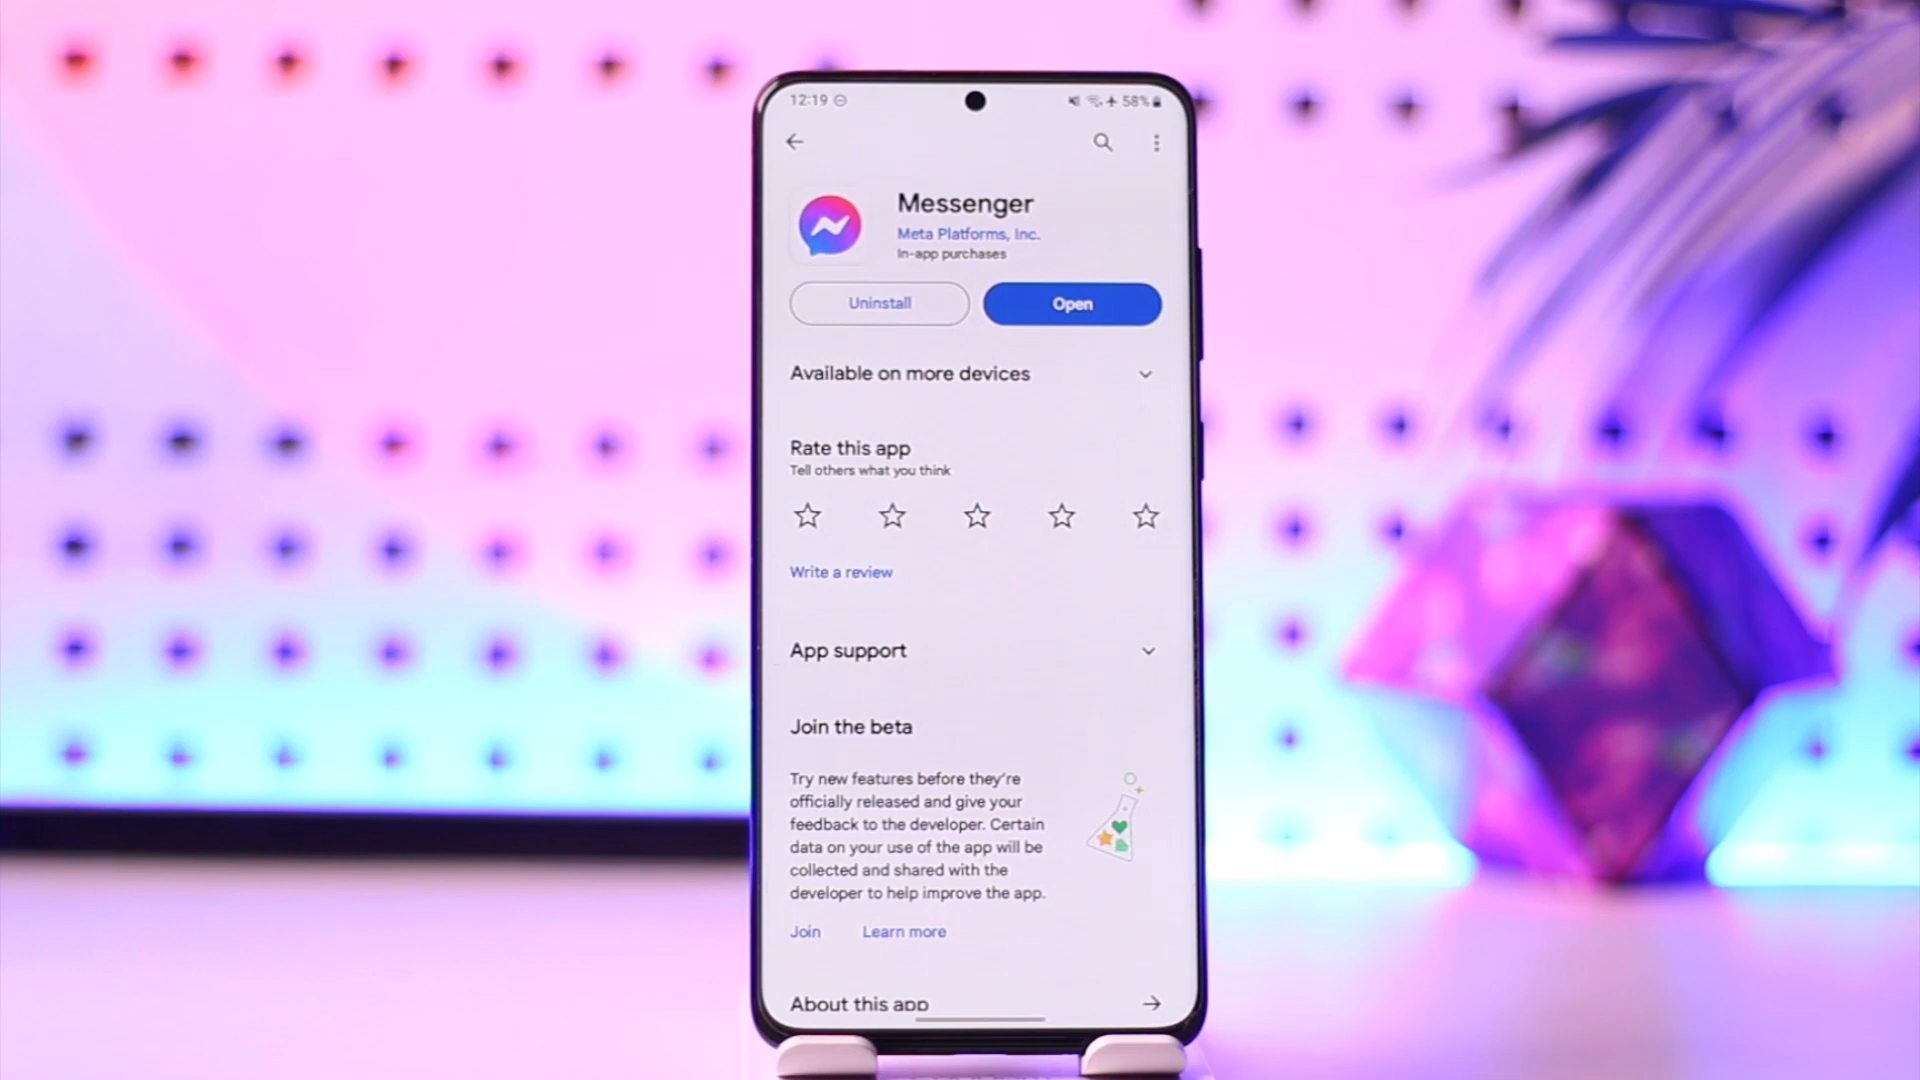 12:19
58%
Messenger
Meta Platforms, Inc.
In-app purchases
Uninstall
Open
Available on more devices
Rate this app
Tell others what you think
Write a review
App support
Join the beta
Try new features before they're
officially released and give your
feedback to the developer. Certain
data on your use of the app will be
collected and shared with the
developer to help improve the app.
Join Learn more
About this app